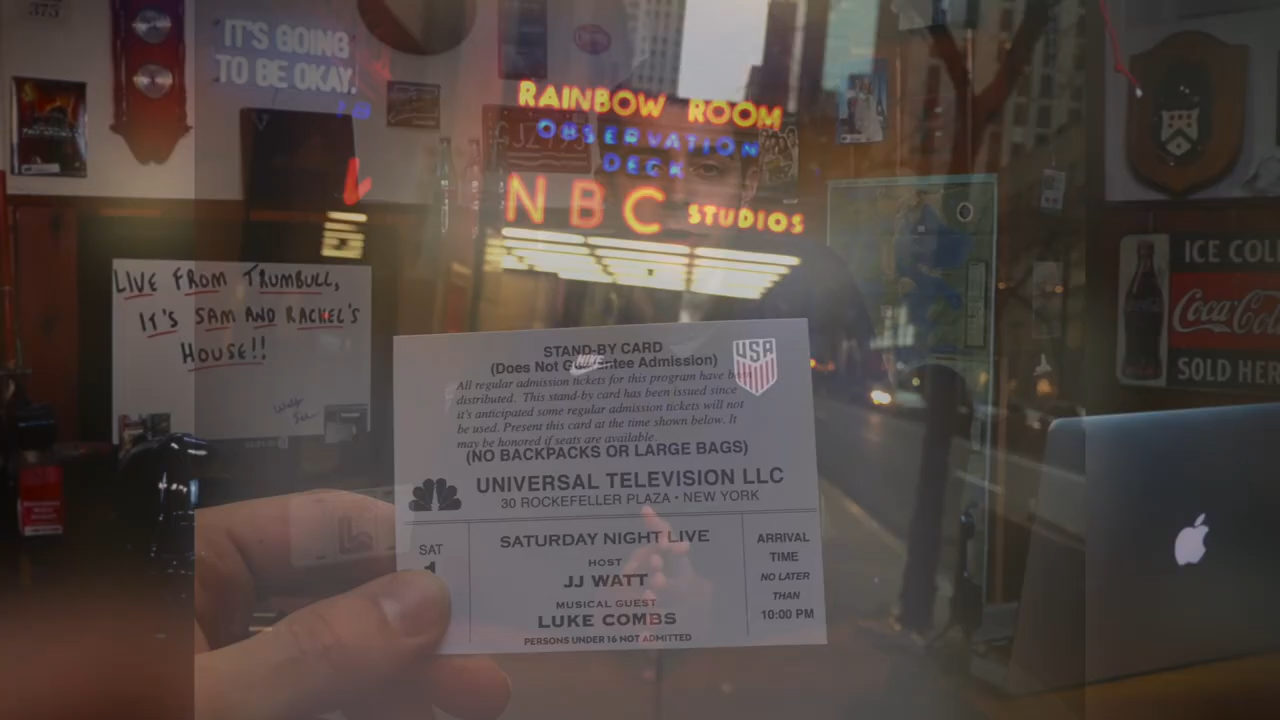 373
IT'S GOING
TO BE OKAY.
RAINBOW ROOM
OBSERVATION
DECK
NBC STUDIOS
LIVE FROM TRUMBULL,
IT'S SAM AND RACHEL'S
HOUSE!!
ICE COL
Coca-Col
SOLD HER
STAND-BY CARD
(Does Not Guarantee Admission)
NIKE
USA
All regular admission tickets for this program have been
distributed. This stand-by card has been issued since
it's anticipated some regular admission tickets will not
be used. Present this card at the time shown below. It
may be honored if seats are available.
(NO BACKPACKS OR LARGE BAGS)
UNIVERSAL TELEVISION LLC
30 ROCKEFELLER PLAZA • NEW YORK
SAT
1
SATURDAY NIGHT LIVE
HOST
JJ WATT
MUSICAL GUEST
LUKE COMBS
PERSONS UNDER 16 NOT ADMITTED
ARRIVAL
TIME
NO LATER
THAN
10:00 PM